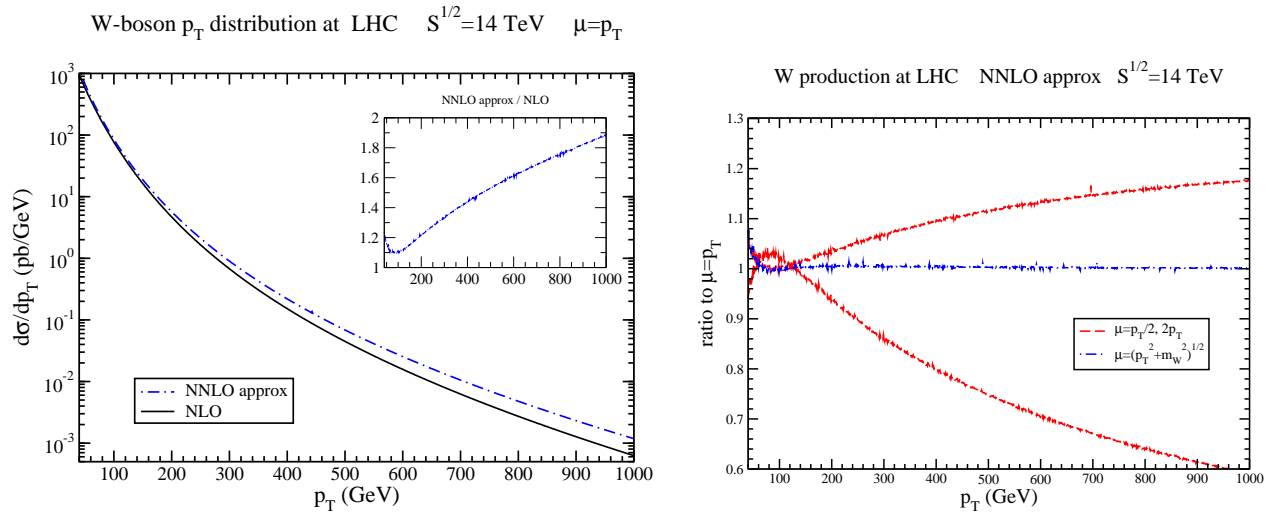 W-boson p_T distribution at LHC S^1/2=14 TeV μ=p_T
dσ/dp_T (pb/GeV)
10^3
10^2
10^1
10^0
10^-1
10^-2
10^-3
NNLO approx / NLO
2
1.8
1.6
1.4
1.2
1
200 400 600 800 1000
NNLO approx
NLO
100 200 300 400 500 600 700 800 900 1000
p_T (GeV)
W production at LHC NNLO approx S^1/2=14 TeV
ratio to μ=p_T
1.3
1.2
1.1
1
0.9
0.8
0.7
0.6
μ=p_T/2, 2p_T
μ=(p_T^2+m_W^2)^1/2
100 200 300 400 500 600 700 800 900 1000
p_T (GeV)